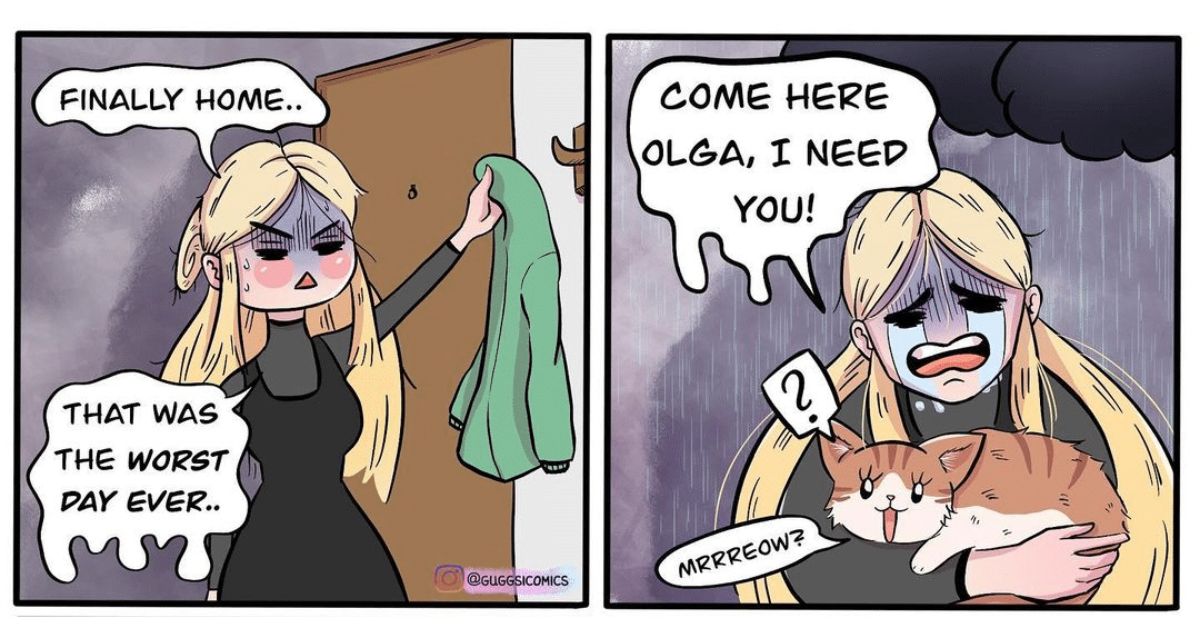 FINALLY HOME..
THAT WAS
THE WORST
DAY EVER..
@GUGGSICOMICS
COME HERE
OLGA, I NEED
YOU!
?
MRRREOW?